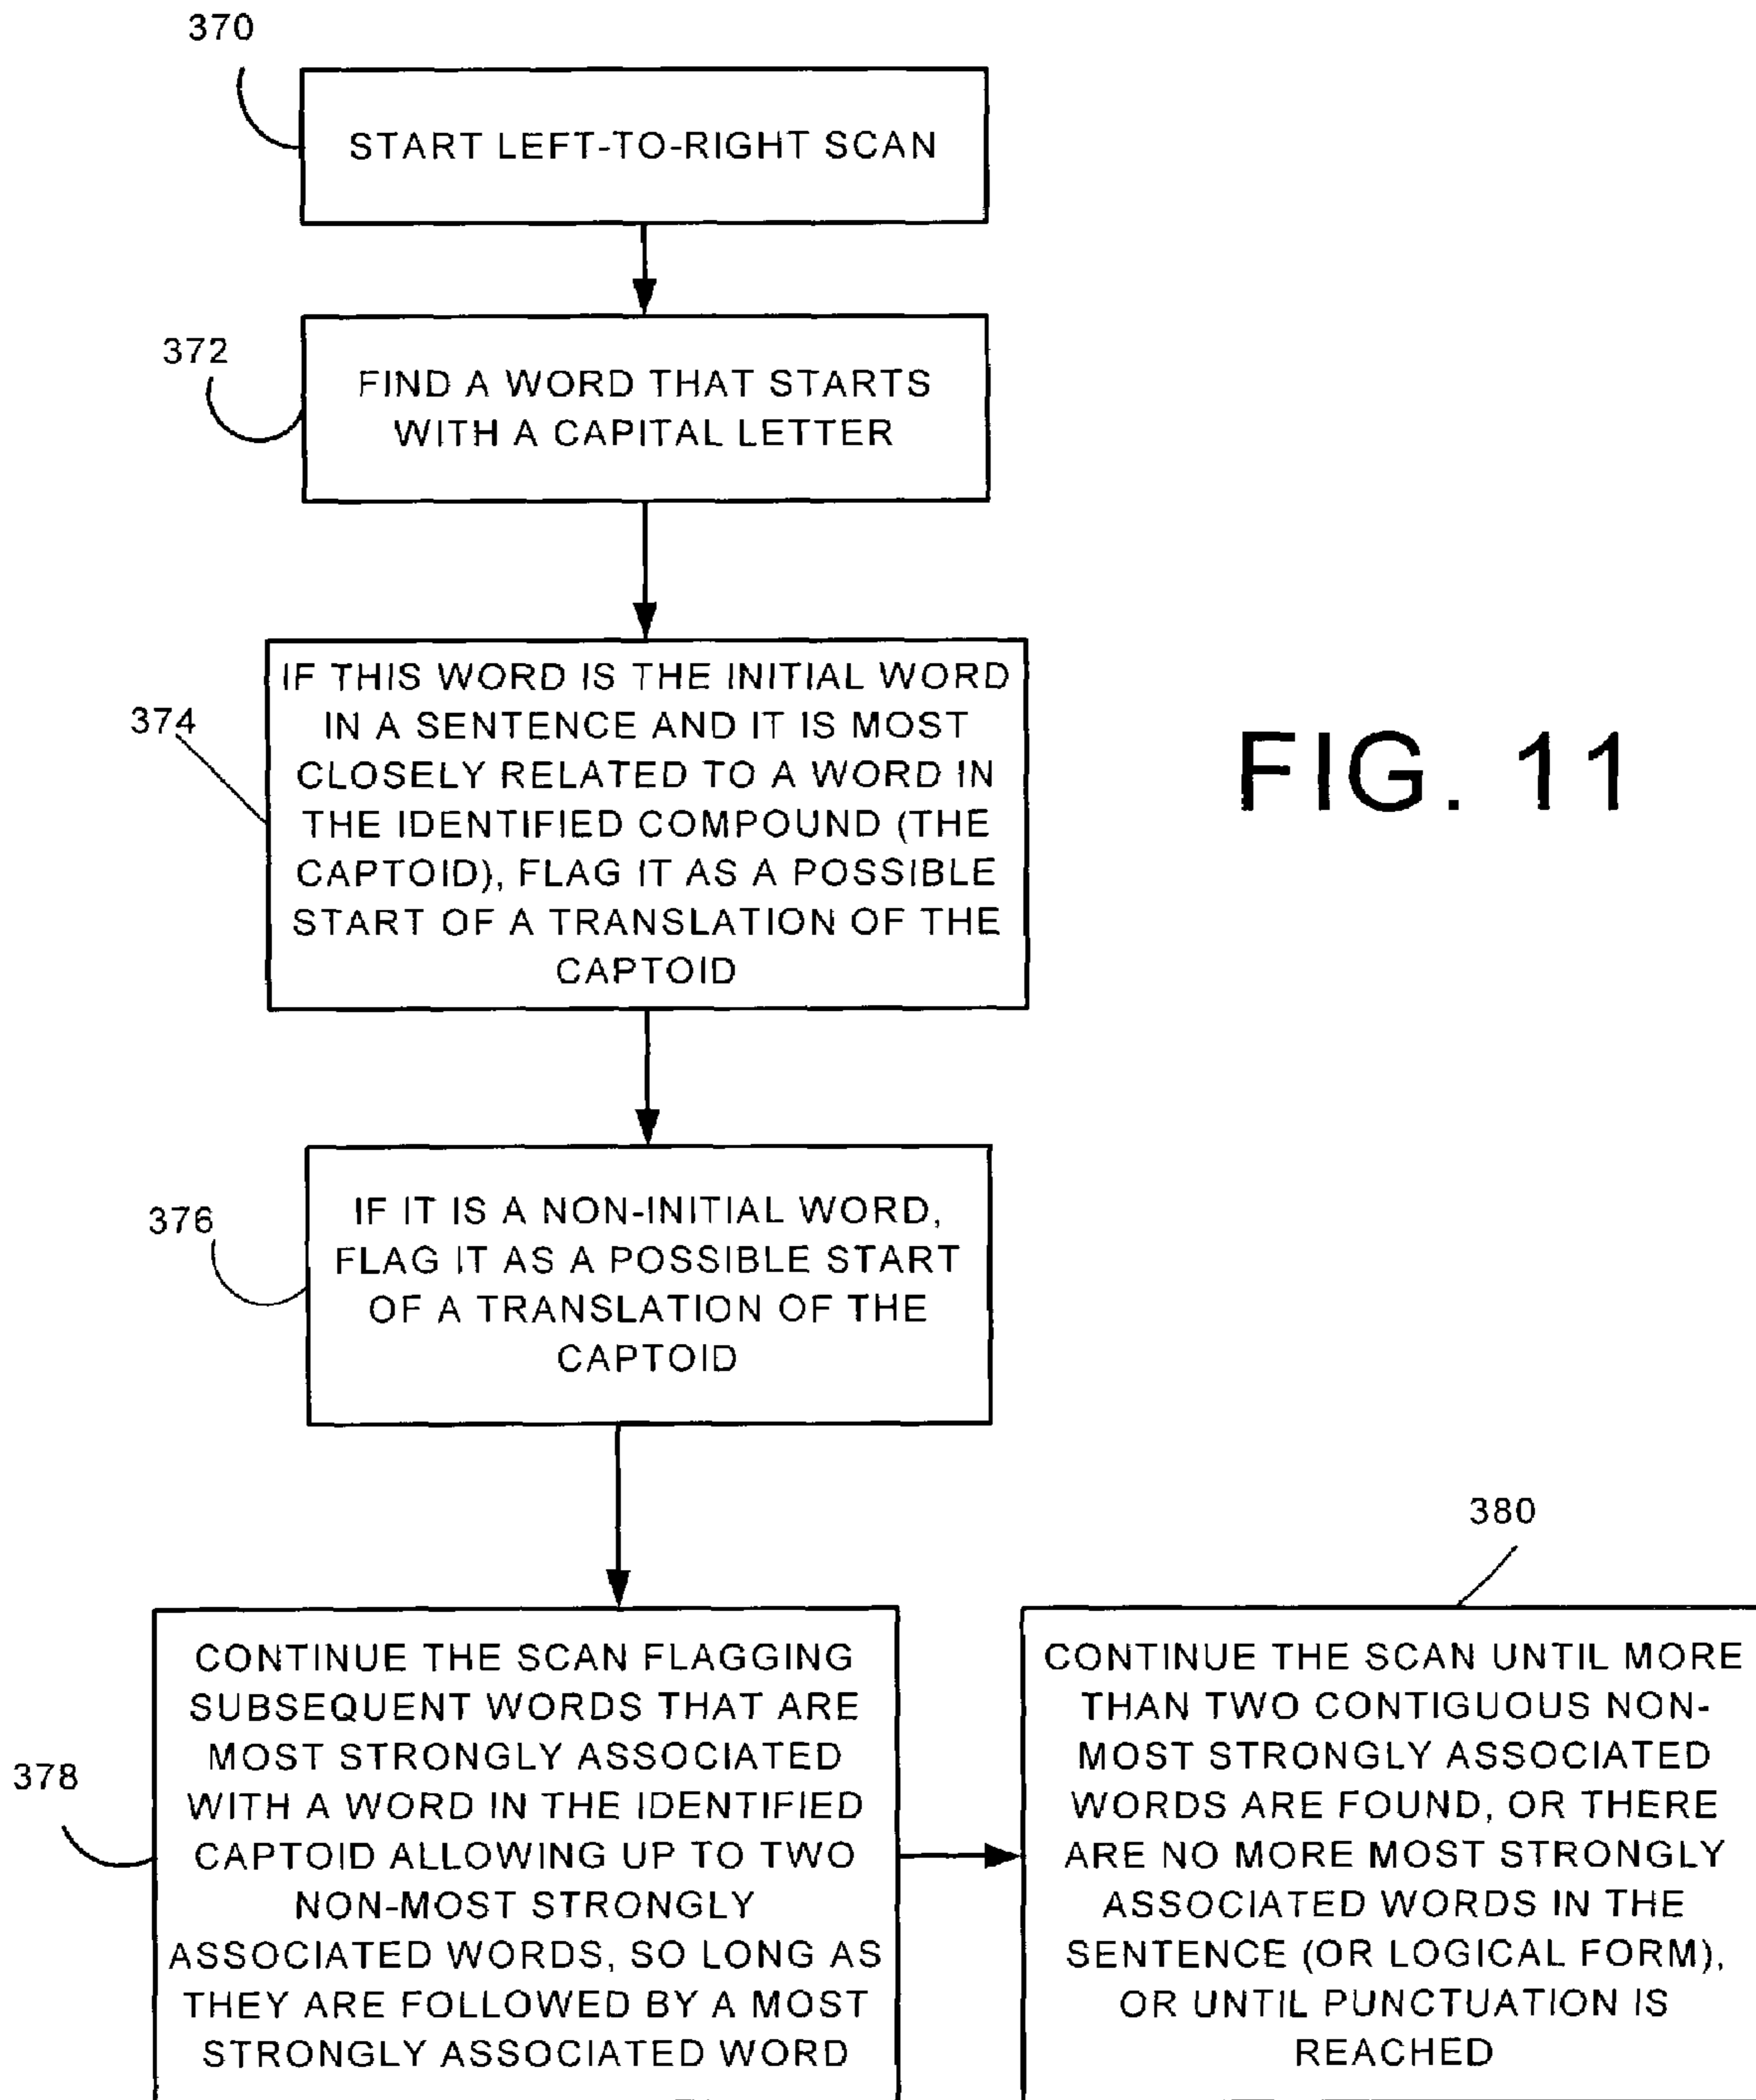 370
START LEFT-TO-RIGHT SCAN
372
FIND A WORD THAT STARTS
WITH A CAPITAL LETTER
374
IF THIS WORD IS THE INITIAL WORD
IN A SENTENCE AND IT IS MOST
CLOSELY RELATED TO A WORD IN
THE IDENTIFIED COMPOUND (THE
CAPTOID), FLAG IT AS A POSSIBLE
START OF A TRANSLATION OF THE
CAPTOID
FIG. 11
376
IF IT IS A NON-INITIAL WORD,
FLAG IT AS A POSSIBLE START
OF A TRANSLATION OF THE
CAPTOID
378
CONTINUE THE SCAN FLAGGING
SUBSEQUENT WORDS THAT ARE
MOST STRONGLY ASSOCIATED
WITH A WORD IN THE IDENTIFIED
CAPTOID ALLOWING UP TO TWO
NON-MOST STRONGLY
ASSOCIATED WORDS, SO LONG AS
THEY ARE FOLLOWED BY A MOST
STRONGLY ASSOCIATED WORD
380
CONTINUE THE SCAN UNTIL MORE
THAN TWO CONTIGUOUS NON-
MOST STRONGLY ASSOCIATED
WORDS ARE FOUND, OR THERE
ARE NO MORE MOST STRONGLY
ASSOCIATED WORDS IN THE
SENTENCE (OR LOGICAL FORM),
OR UNTIL PUNCTUATION IS
REACHED